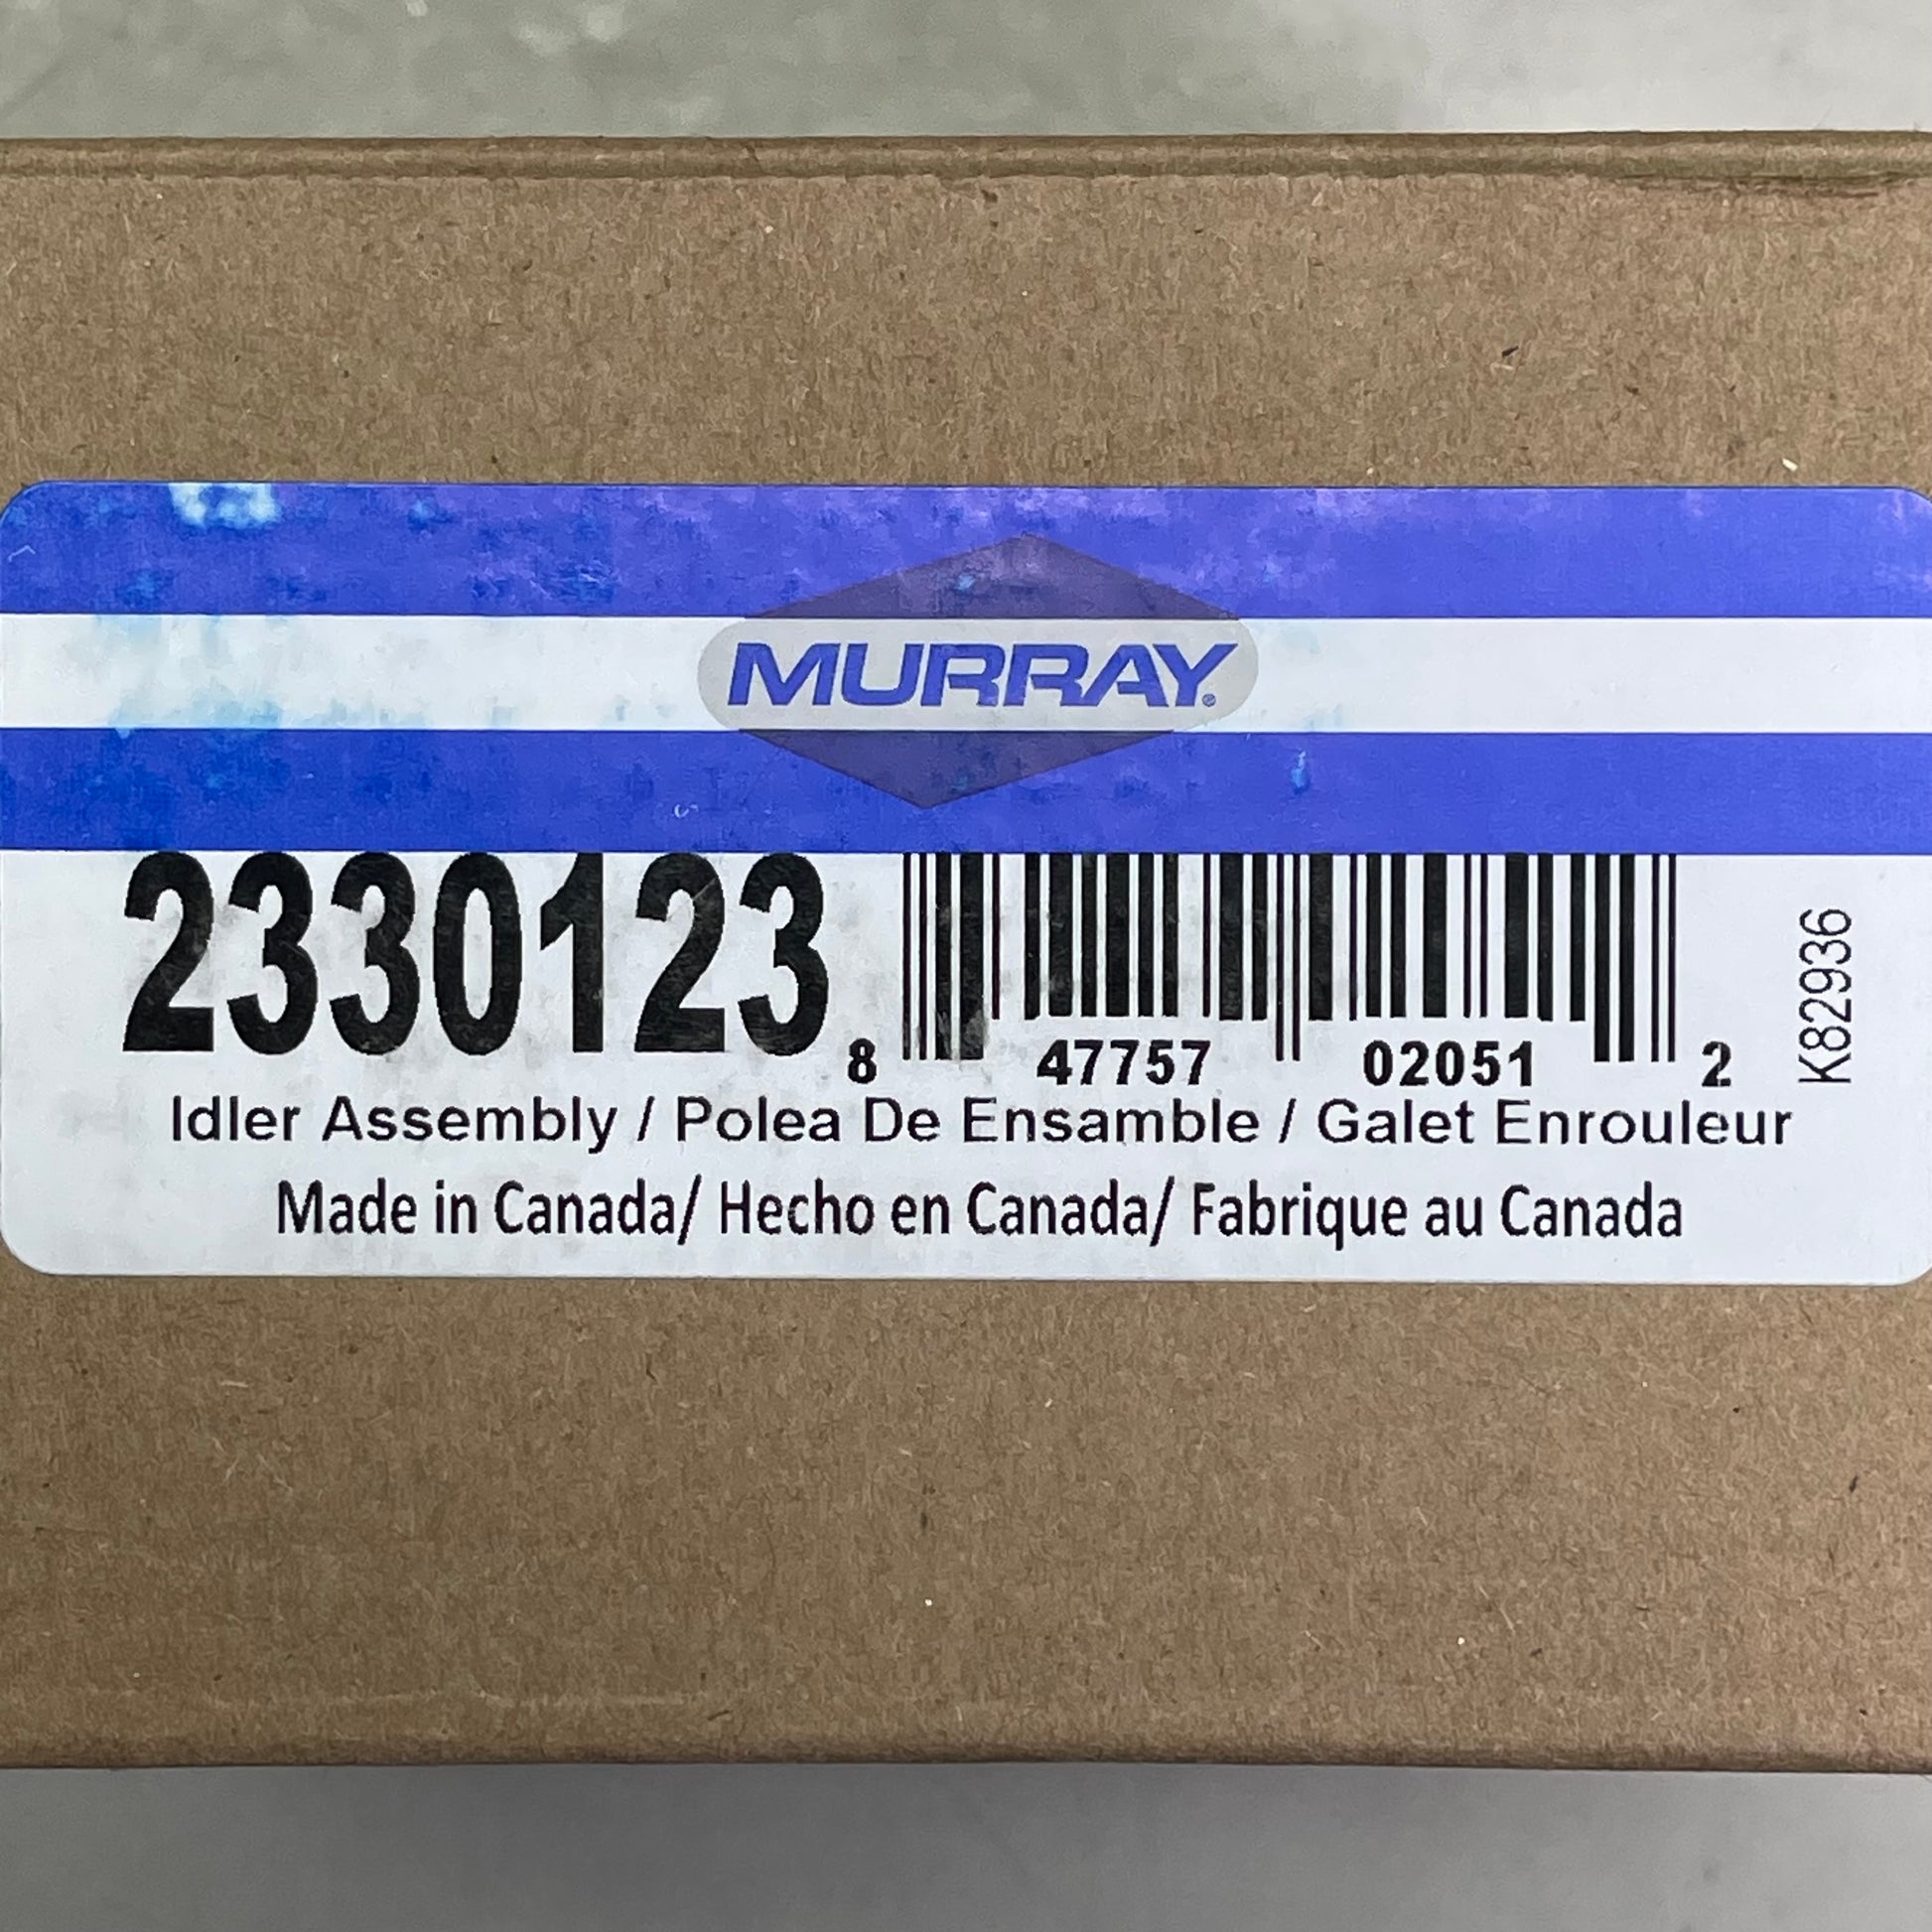 MURRAY®
2330123
8 47757 02051 2
K82936
Idler Assembly / Polea De Ensamble / Galet Enrouleur
Made in Canada/ Hecho en Canada/ Fabrique au Canada